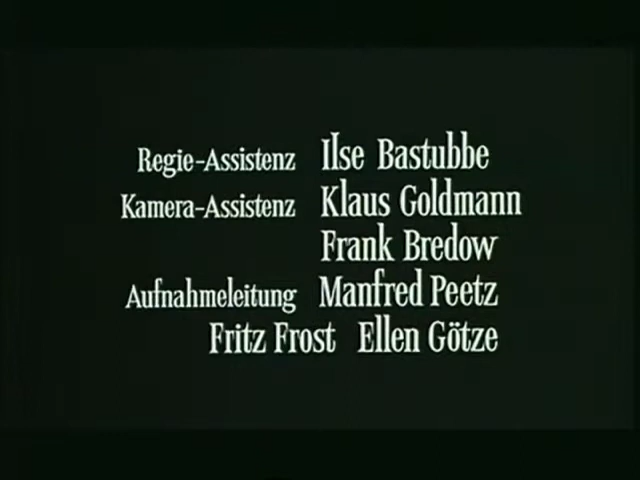 Regie-Assistenz Ilse Bastubbe
Kamera-Assistenz Klaus Goldmann
Frank Bredow
Aufnahmeleitung Manfred Peetz
Fritz Frost Ellen Götze